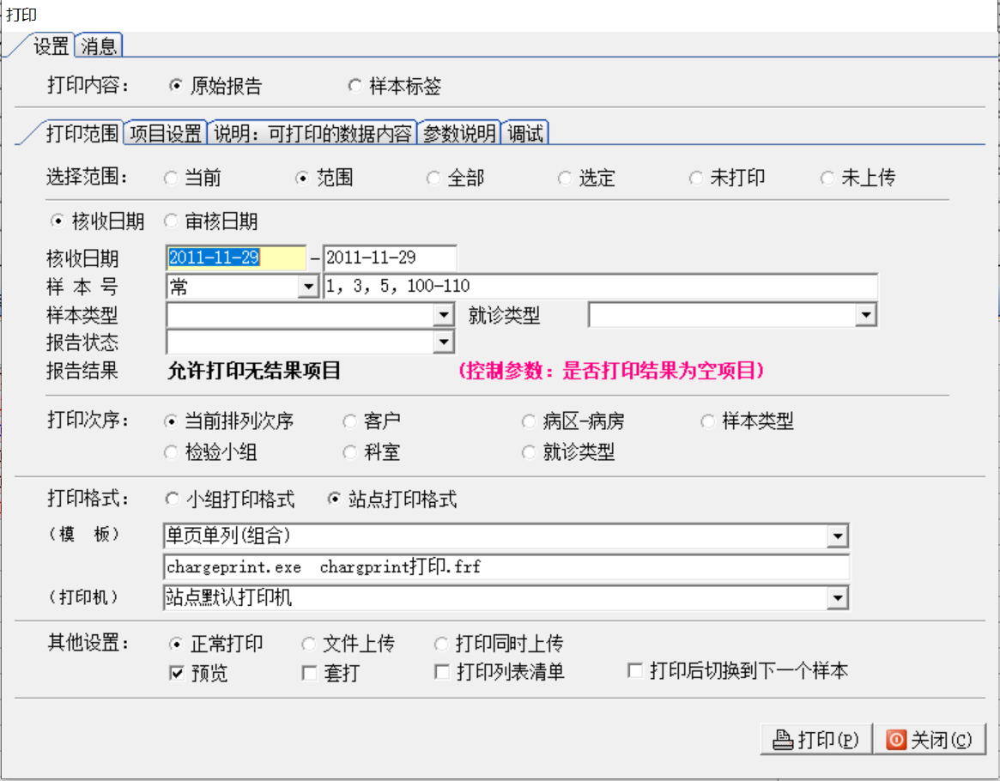 打印
设置 消息
打印内容： 原始报告 样本标签
打印范围 项目设置 说明：可打印的数据内容 参数说明 调试
选择范围： 当前 范围 全部 选定 未打印 未上传
核收日期 审核日期
核收日期 2011-11-29 - 2011-11-29
样 本 号 常 1, 3, 5, 100-110
样本类型 就诊类型
报告状态
报告结果 允许打印无结果项目 (控制参数：是否打印结果为空项目)
打印次序： 当前排列次序 客户 病区-病房 样本类型
检验小组 科室 就诊类型
打印格式： 小组打印格式 站点打印格式
（模 板） 单页单列(组合)
chargeprint.exe chargprint打印.frf
（打印机） 站点默认打印机
其他设置： 正常打印 文件上传 打印同时上传
预览 套打 打印列表清单 打印后切换到下一个样本
打印(P) 关闭(C)